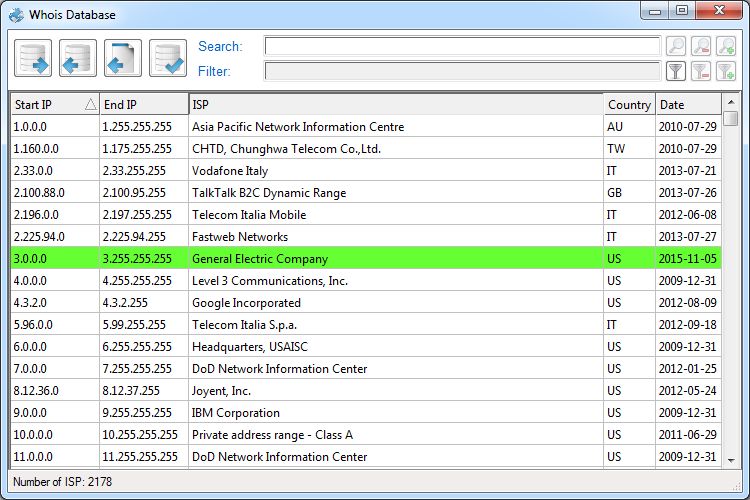 Whois Database
Search:
Filter:
Start IP End IP ISP Country Date
1.0.0.0 1.255.255.255 Asia Pacific Network Information Centre AU 2010-07-29
1.160.0.0 1.175.255.255 CHTD, Chunghwa Telecom Co.,Ltd. TW 2010-07-29
2.33.0.0 2.33.255.255 Vodafone Italy IT 2013-07-21
2.100.88.0 2.100.95.255 TalkTalk B2C Dynamic Range GB 2013-07-26
2.196.0.0 2.197.255.255 Telecom Italia Mobile IT 2012-06-08
2.225.94.0 2.225.94.255 Fastweb Networks IT 2013-07-27
3.0.0.0 3.255.255.255 General Electric Company US 2015-11-05
4.0.0.0 4.255.255.255 Level 3 Communications, Inc. US 2009-12-31
4.3.2.0 4.3.2.255 Google Incorporated US 2012-08-09
5.96.0.0 5.99.255.255 Telecom Italia S.p.a. IT 2012-09-18
6.0.0.0 6.255.255.255 Headquarters, USAISC US 2009-12-31
7.0.0.0 7.255.255.255 DoD Network Information Center US 2012-01-25
8.12.36.0 8.12.37.255 Joyent, Inc. US 2012-05-24
9.0.0.0 9.255.255.255 IBM Corporation US 2009-12-31
10.0.0.0 10.255.255.255 Private address range - Class A US 2011-06-29
11.0.0.0 11.255.255.255 DoD Network Information Center US 2009-12-31
Number of ISP: 2178